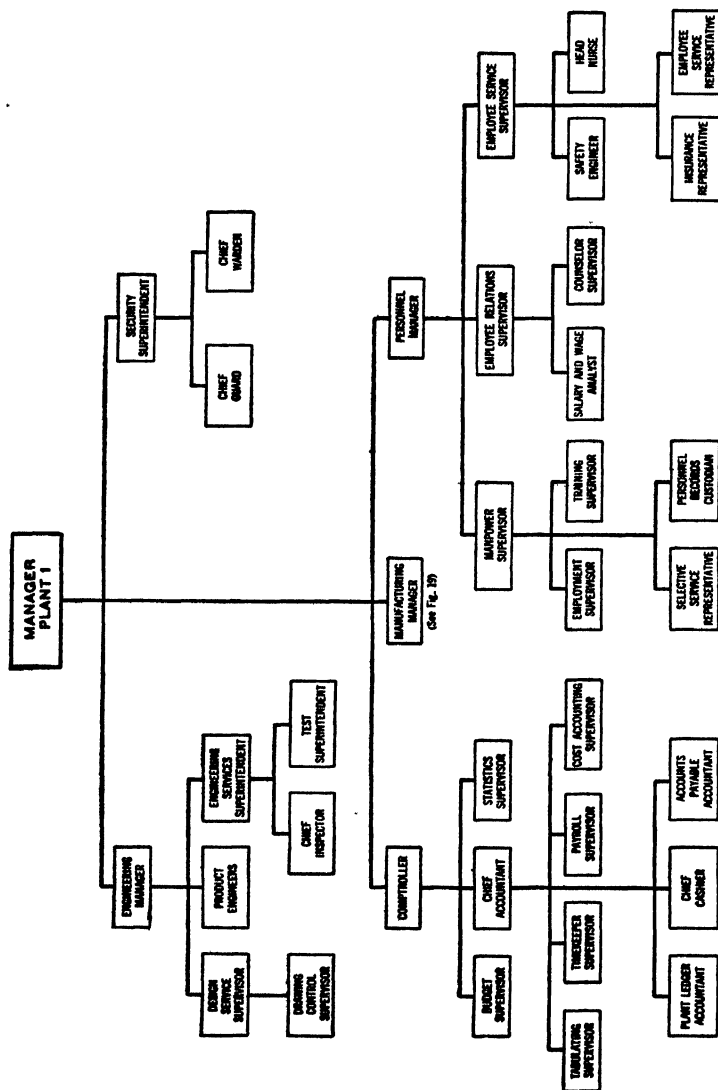 MANAGER
PLANT 1
ENGINEERING
MANAGER
SECURITY
SUPERINTENDENT
DESIGN
SERVICE
SUPERVISOR
PRODUCT
ENGINEERS
ENGINEERING
SERVICES
SUPERINTENDENT
CHIEF
GUARD
CHIEF
WARDEN
DRAWING
CONTROL
SUPERVISOR
CHIEF
INSPECTOR
TEST
SUPERINTENDENT
COMPTROLLER
MANUFACTURING
MANAGER
(See Fig. 19)
PERSONNEL
MANAGER
BUDGET
SUPERVISOR
CHIEF
ACCOUNTANT
STATISTICS
SUPERVISOR
MANPOWER
SUPERVISOR
EMPLOYEE RELATIONS
SUPERVISOR
EMPLOYEE SERVICE
SUPERVISOR
TABULATING
SUPERVISOR
TIMEKEEPER
SUPERVISOR
PAYROLL
SUPERVISOR
COST ACCOUNTING
SUPERVISOR
EMPLOYMENT
SUPERVISOR
TRAINING
SUPERVISOR
SALARY AND WAGE
ANALYST
COUNSELOR
SUPERVISOR
SAFETY
ENGINEER
HEAD
NURSE
PLANT LEDGER
ACCOUNTANT
CHIEF
CASHIER
ACCOUNTS
PAYABLE
ACCOUNTANT
SELECTIVE
SERVICE
REPRESENTATIVE
PERSONNEL
RECORDS
CUSTODIAN
MISURANCE
REPRESENTATIVE
EMPLOYEE
SERVICE
REPRESENTATIVE